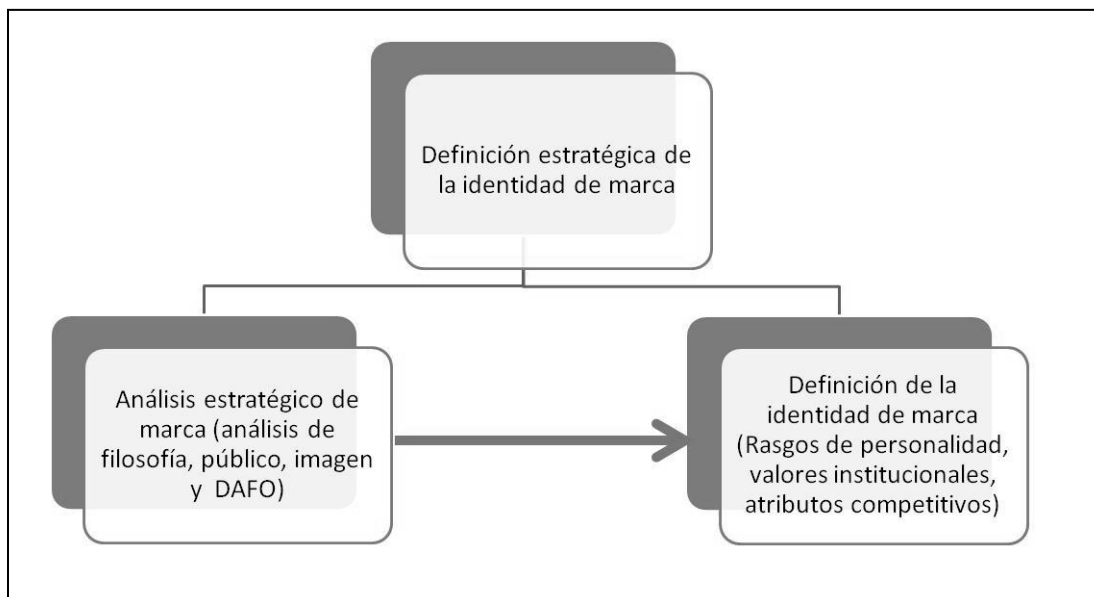 Definición estratégica de
la identidad de marca
Análisis estratégico de
marca (análisis de
filosofía, público, imagen
y DAFO)
Definición de la
identidad de marca
(Rasgos de personalidad,
valores institucionales,
atributos competitivos)